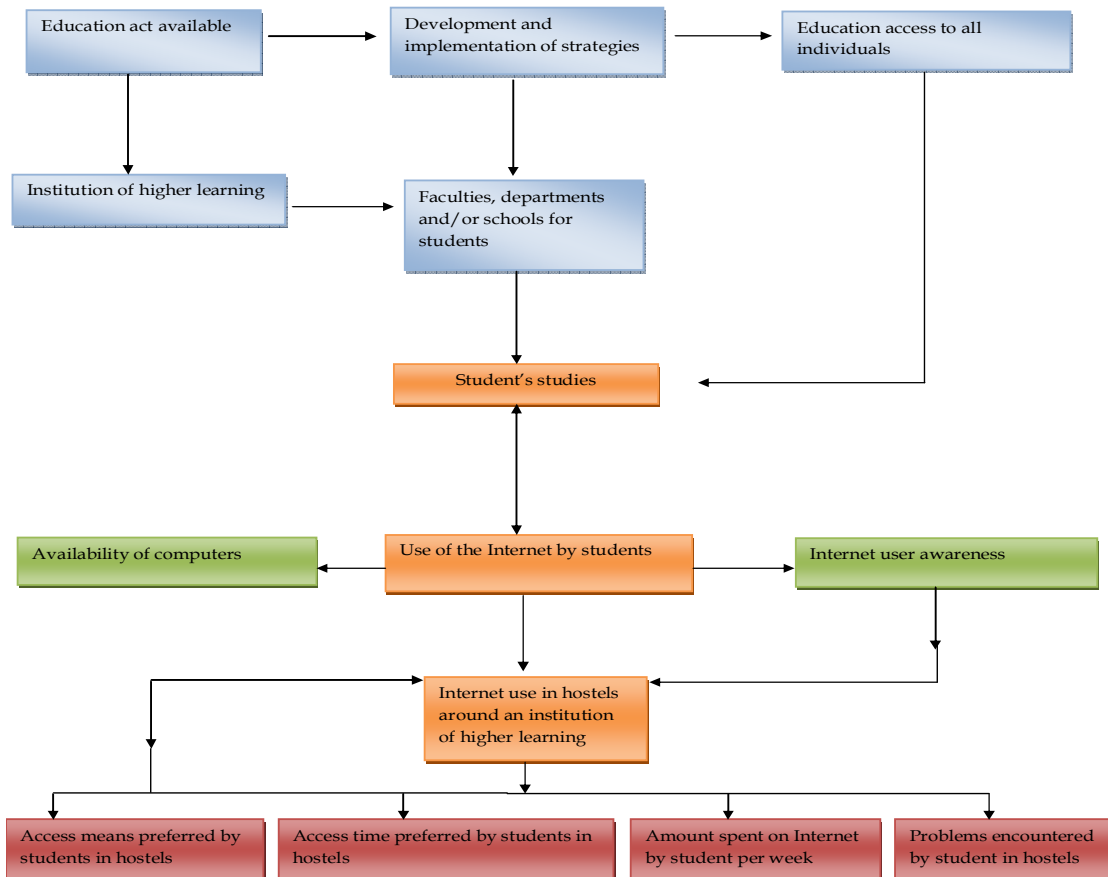 Education act available
Development and
implementation of strategies
Education access to all
individuals
Institution of higher learning
Faculties, departments
and/or schools for
students
Student’s studies
Availability of computers
Use of the Internet by students
Internet user awareness
Internet use in hostels
around an institution
of higher learning
Access means preferred by
students in hostels
Access time preferred by students in
hostels
Amount spent on Internet
by student per week
Problems encountered
by student in hostels